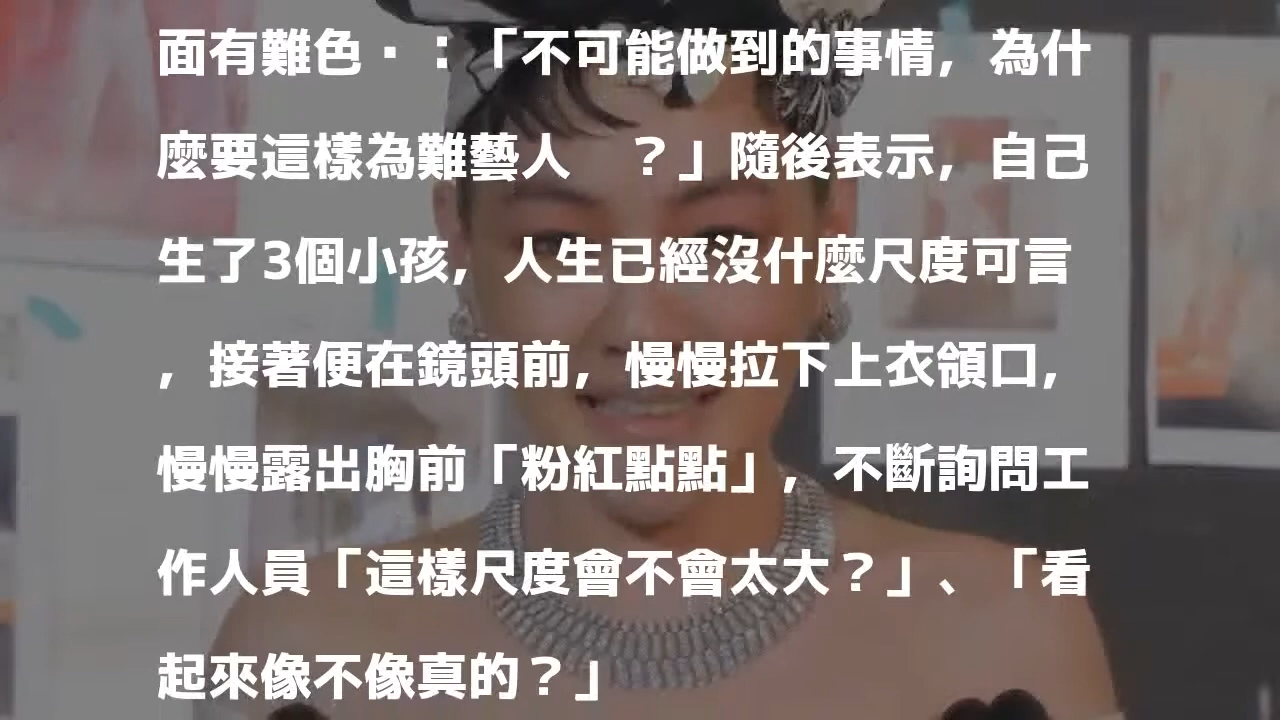 面有難色▪：「不可能做到的事情，為什
麼要這樣為難藝人　？」隨後表示，自己
生了3個小孩，人生已經沒什麼尺度可言
，接著便在鏡頭前，慢慢拉下上衣領口，
慢慢露出胸前「粉紅點點」，不斷詢問工
作人員「這樣尺度會不會太大？」、「看
起來像不像真的？」